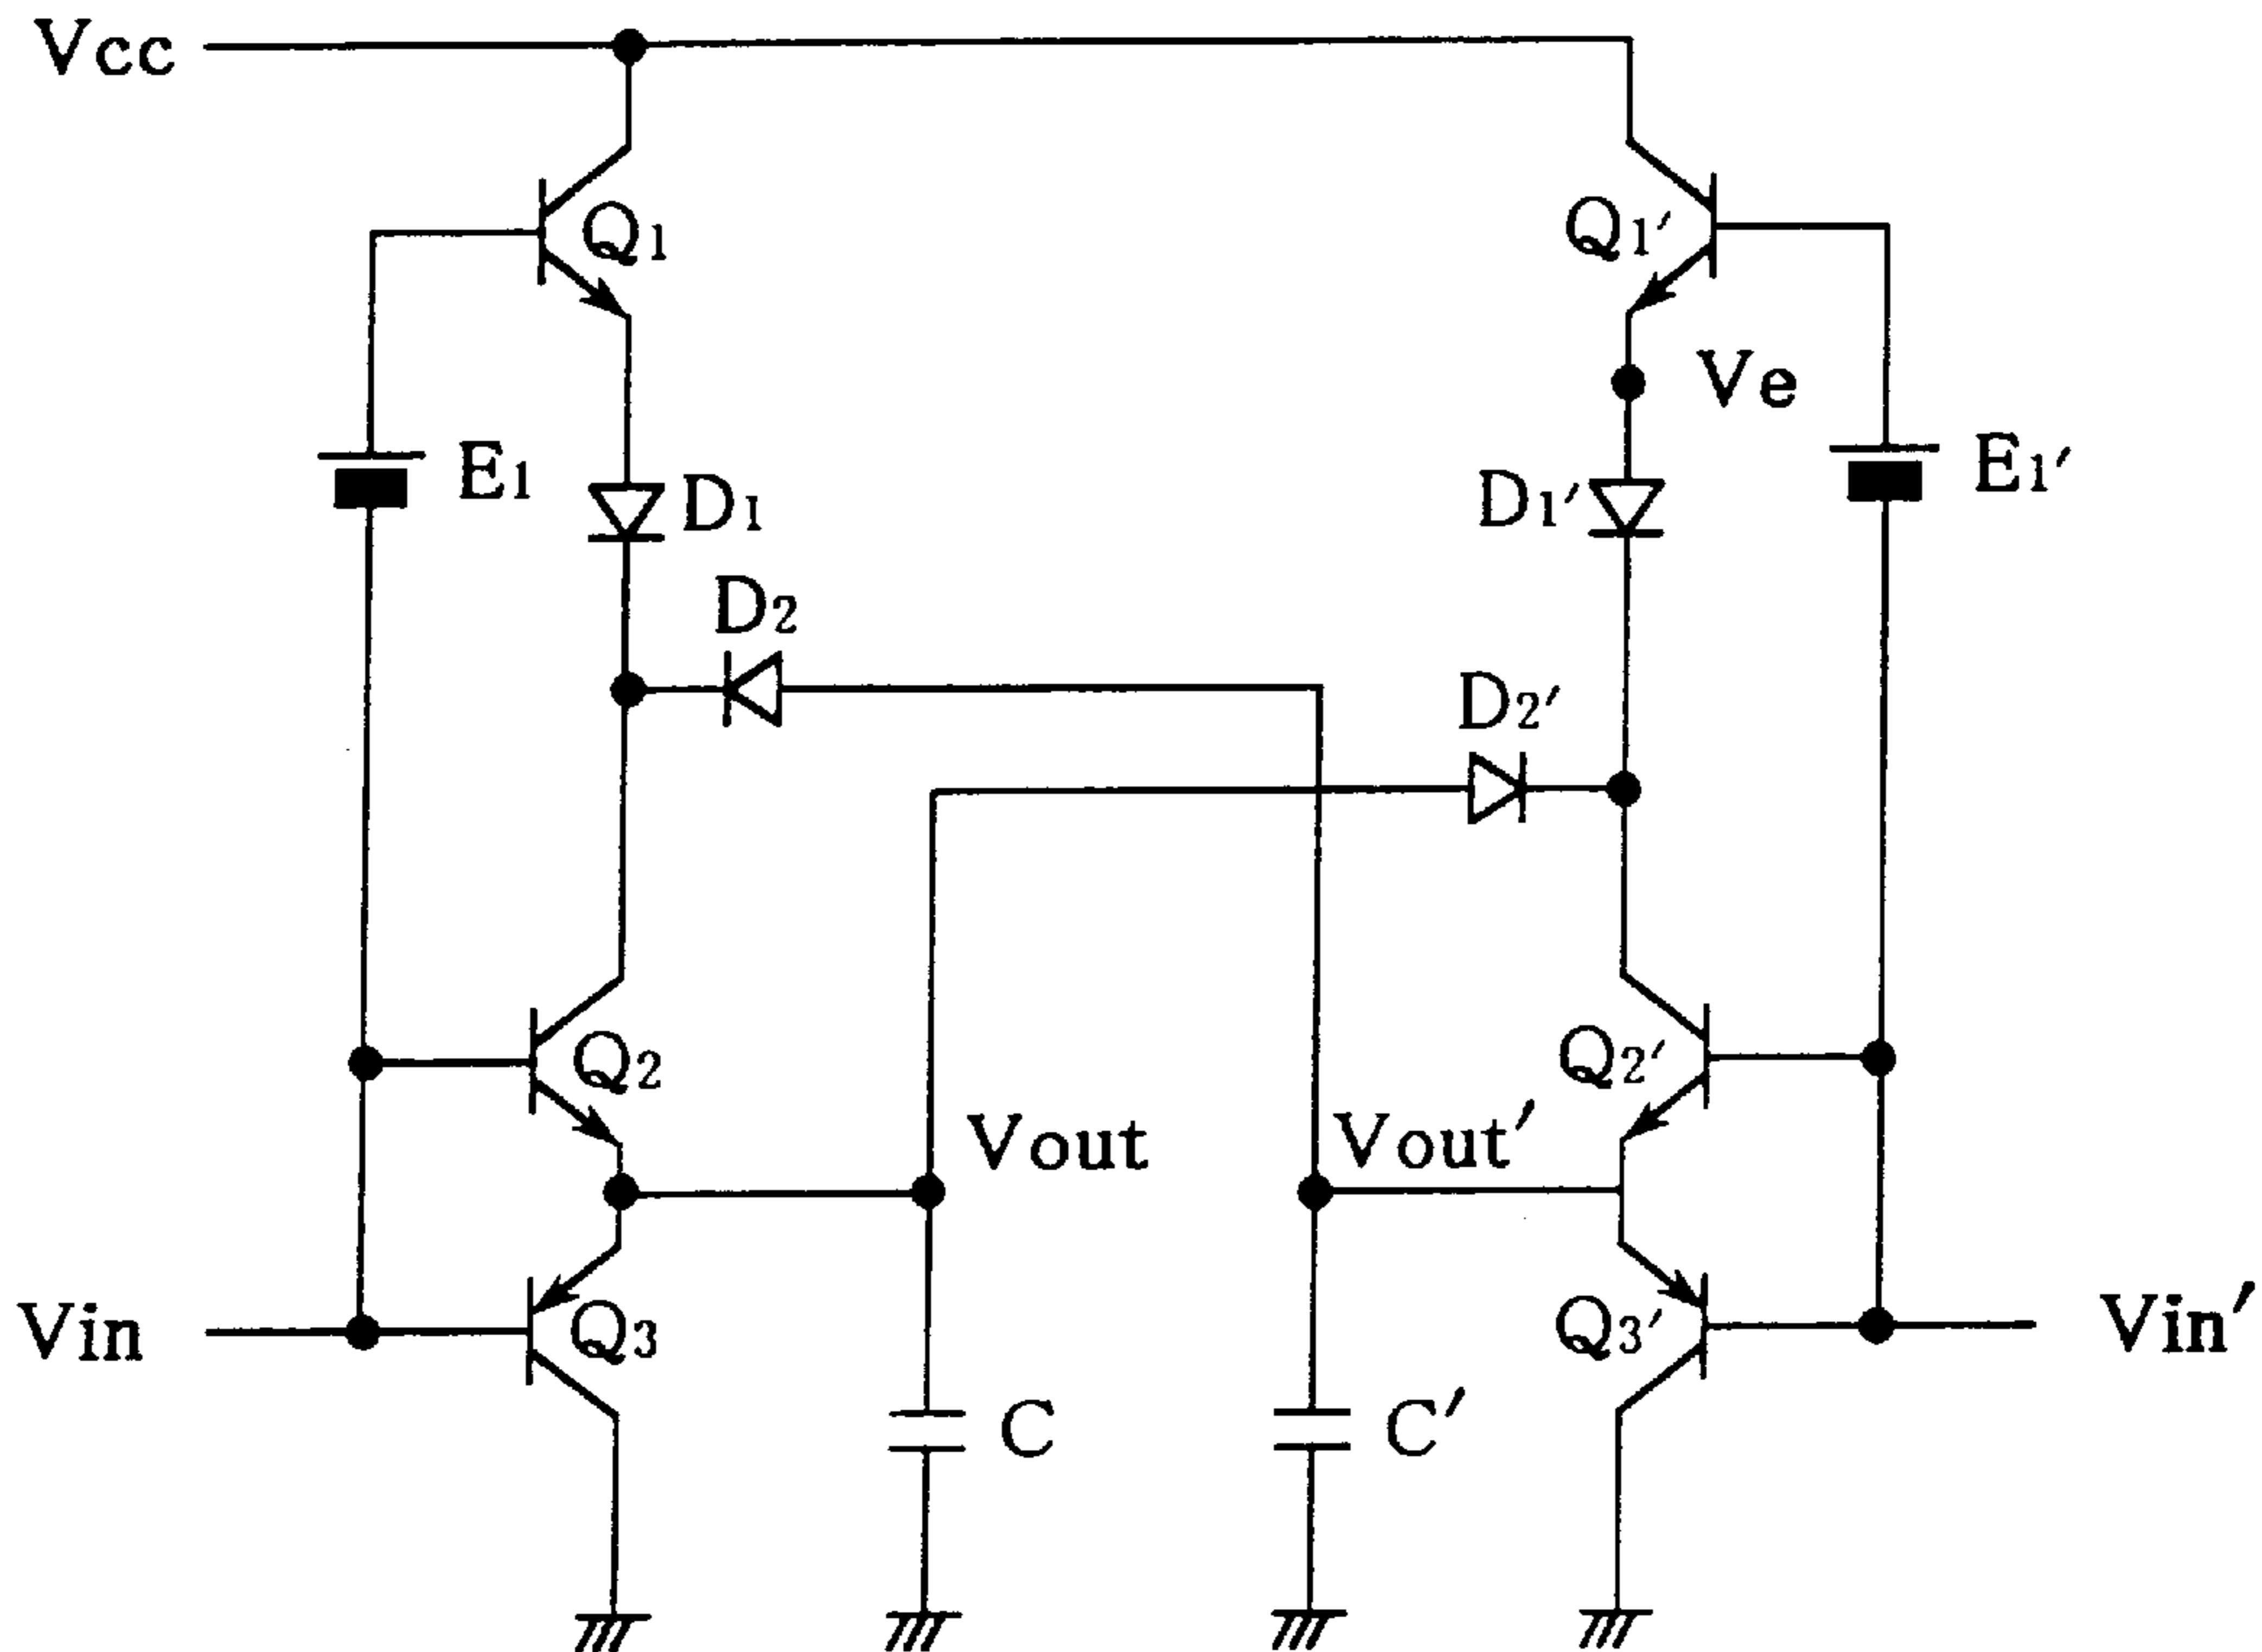 Vcc
Q1
Q1′
Ve
E1
D1
D1′
E1′
D2
D2′
Q2
Q2′
Vout
Vout′
Vin
Q3
Q3′
Vin′
C
C′